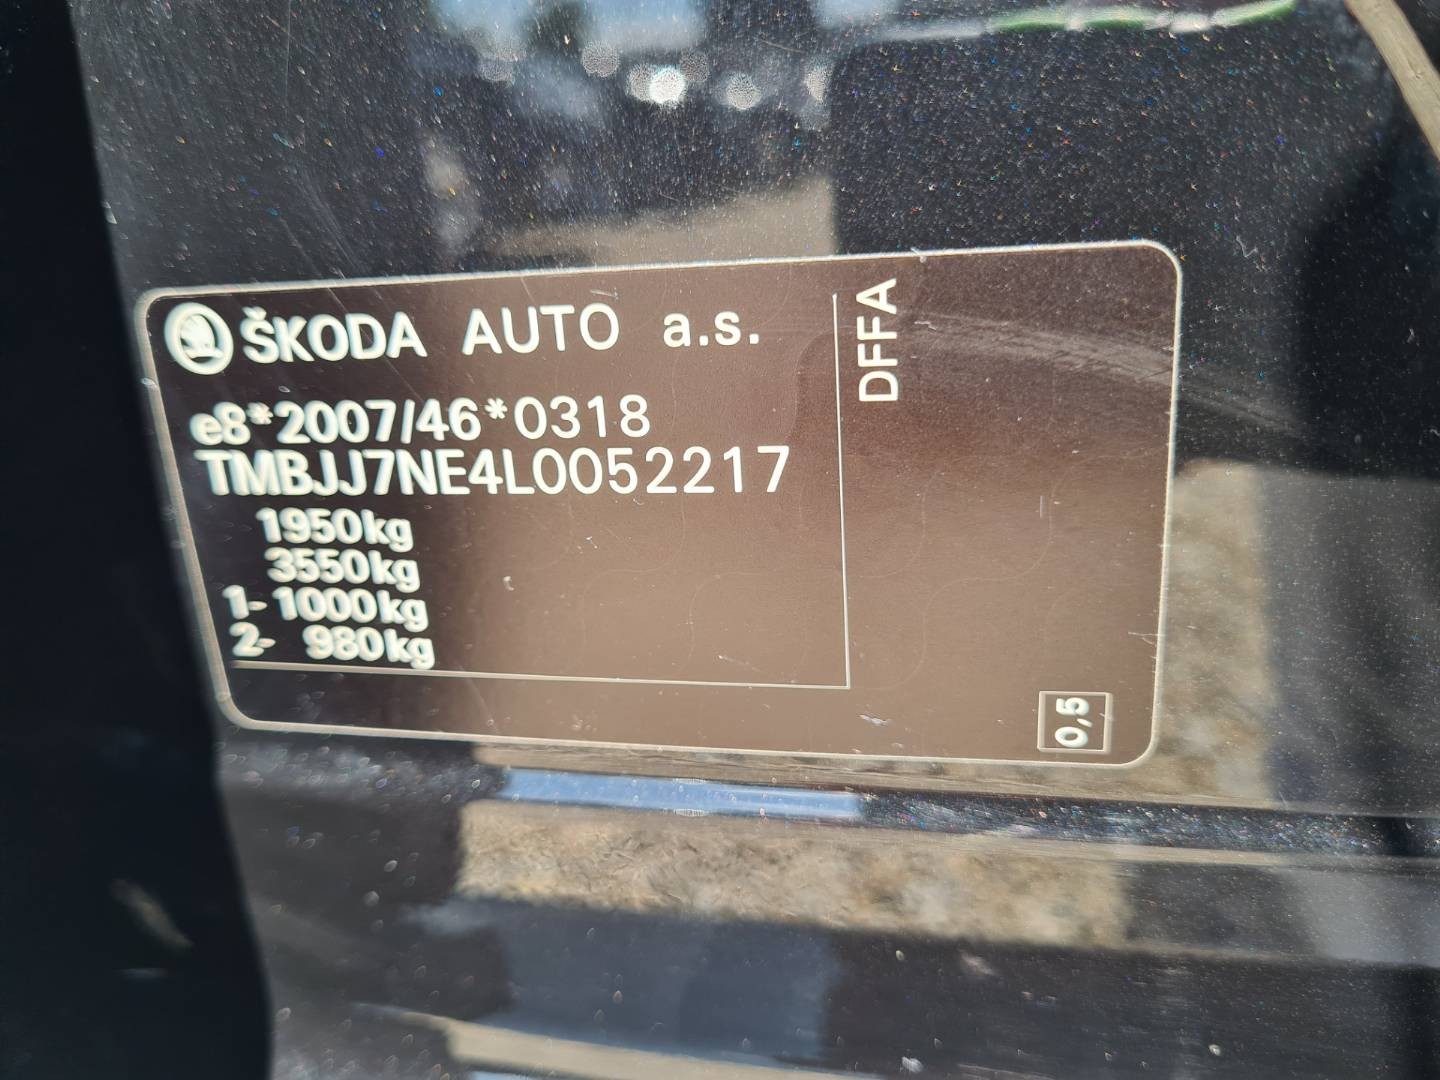 ŠKODA AUTO a.s.
e8*2007/46*0318
TMBJJ7NE4L0052217
1950kg
3550kg
1- 1000kg
2- 980kg
DFFA
0,5